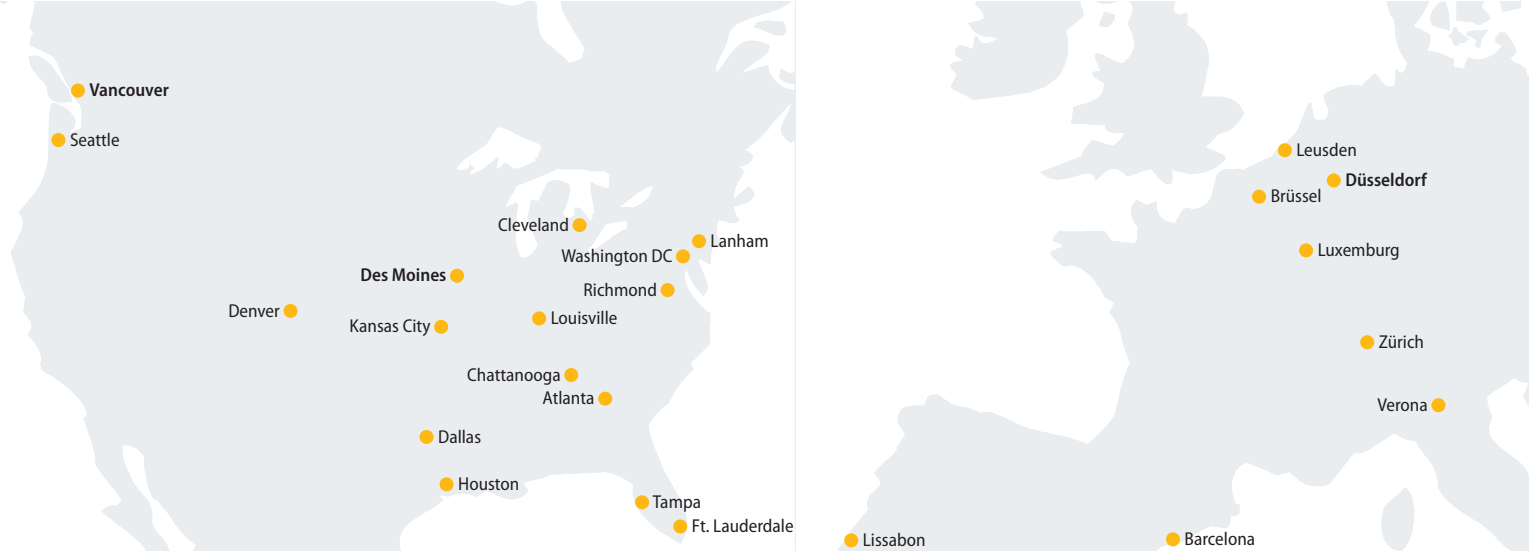 Vancouver
Seattle
Cleveland
Lanham
Washington DC
Des Moines
Richmond
Denver
Louisville
Kansas City
Chattanooga
Atlanta
Dallas
Houston
Tampa
Ft. Lauderdale
Leusden
Düsseldorf
Brüssel
Luxemburg
Zürich
Verona
Lissabon
Barcelona